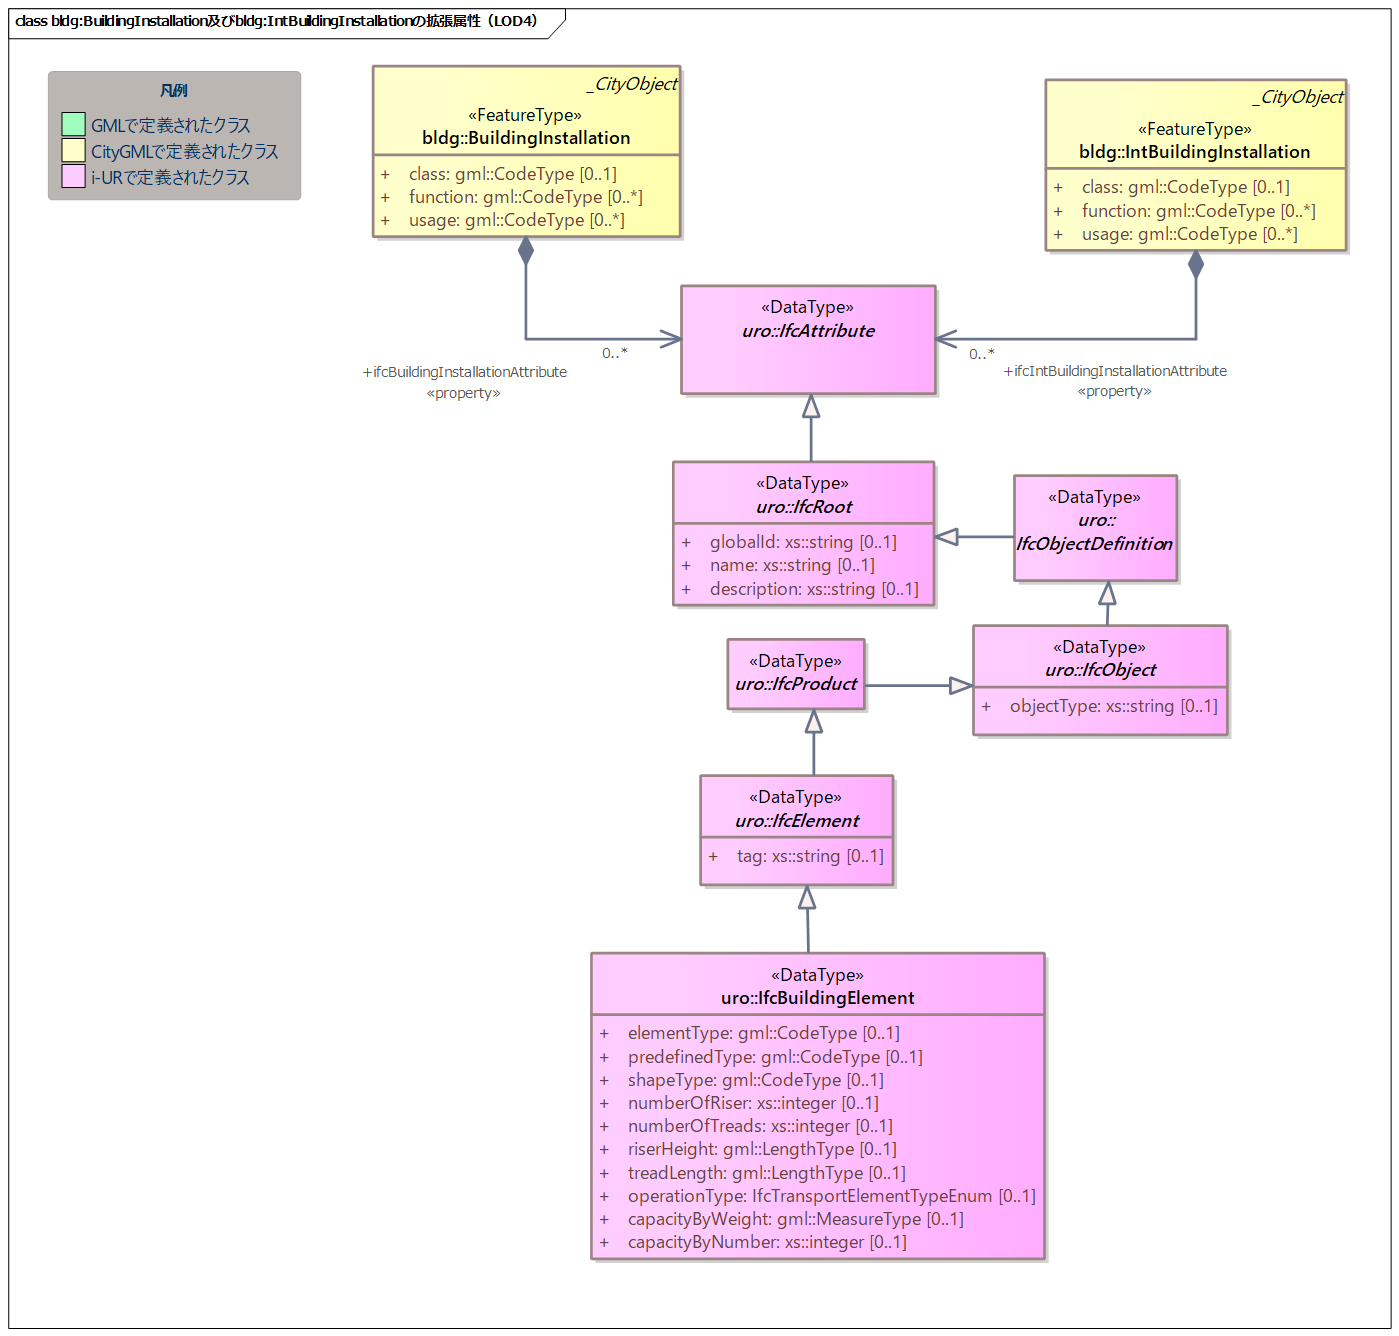 class bldg:BuildingInstallation及びbldg:IntBuildingInstallationの拡張属性（LOD4）
凡例
GMLで定義されたクラス
CityGMLで定義されたクラス
i-URで定義されたクラス
_CityObject
«FeatureType»
bldg::BuildingInstallation
+ class: gml::CodeType [0..1]
+ function: gml::CodeType [0..*]
+ usage: gml::CodeType [0..*]
_CityObject
«FeatureType»
bldg::IntBuildingInstallation
+ class: gml::CodeType [0..1]
+ function: gml::CodeType [0..*]
+ usage: gml::CodeType [0..*]
«DataType»
uro::IfcAttribute
0..*
+ifcBuildingInstallationAttribute
«property»
0..*
+ifcIntBuildingInstallationAttribute
«property»
«DataType»
uro::IfcRoot
+ globalId: xs::string [0..1]
+ name: xs::string [0..1]
+ description: xs::string [0..1]
«DataType»
uro::
IfcObjectDefinition
«DataType»
uro::IfcProduct
«DataType»
uro::IfcObject
+ objectType: xs::string [0..1]
«DataType»
uro::IfcElement
+ tag: xs::string [0..1]
«DataType»
uro::IfcBuildingElement
+ elementType: gml::CodeType [0..1]
+ predefinedType: gml::CodeType [0..1]
+ shapeType: gml::CodeType [0..1]
+ numberOfRiser: xs::integer [0..1]
+ numberOfTreads: xs::integer [0..1]
+ riserHeight: gml::LengthType [0..1]
+ treadLength: gml::LengthType [0..1]
+ operationType: IfcTransportElementTypeEnum [0..1]
+ capacityByWeight: gml::MeasureType [0..1]
+ capacityByNumber: xs::integer [0..1]